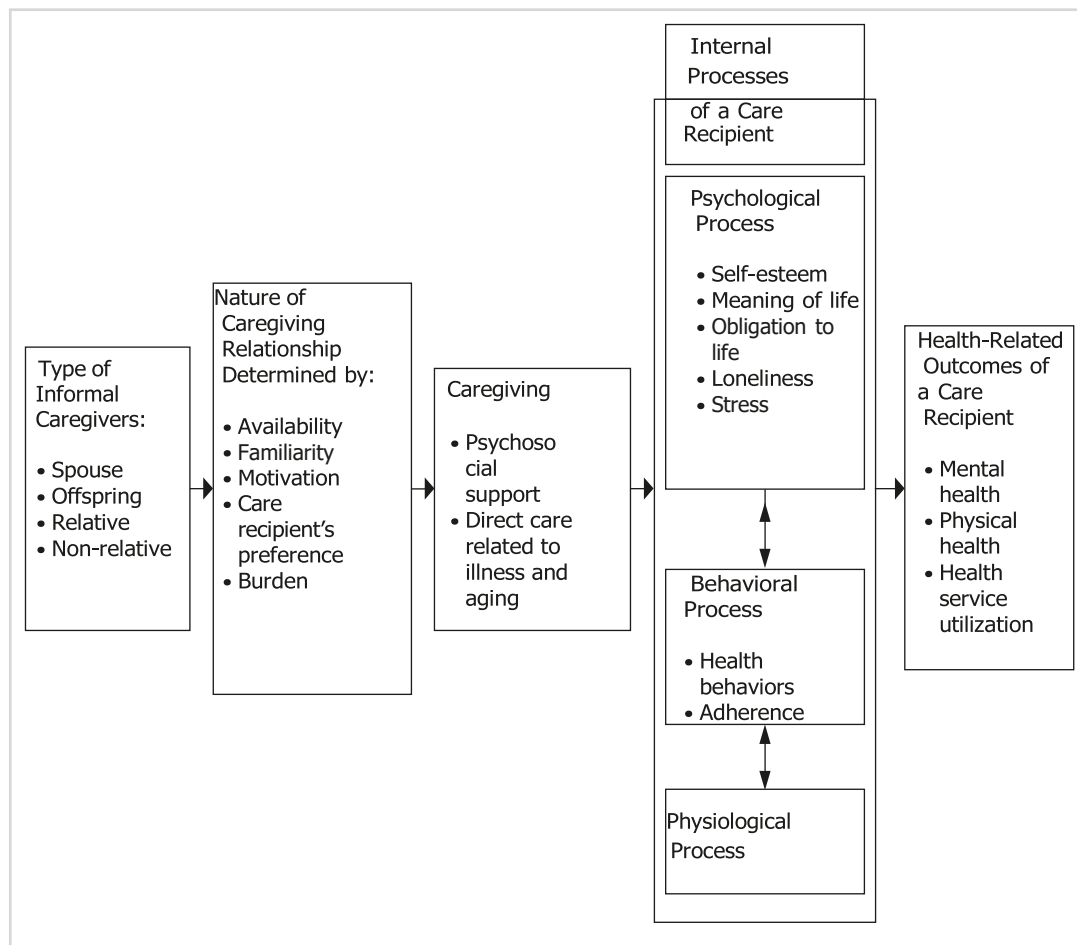 Type of
Informal
Caregivers:
• Spouse
• Offspring
• Relative
• Non-relative
Nature of
Caregiving
Relationship
Determined by:
• Availability
• Familiarity
• Motivation
• Care
recipient's
preference
• Burden
Caregiving
• Psychoso
cial
support
• Direct care
related to
illness and
aging
Internal
Processes
of a Care
Recipient
Psychological
Process
• Self-esteem
• Meaning of life
• Obligation to
life
• Loneliness
• Stress
Behavioral
Process
• Health
behaviors
• Adherence
Physiological
Process
Health-Related
Outcomes of
a Care
Recipient
• Mental
health
• Physical
health
• Health
service
utilization